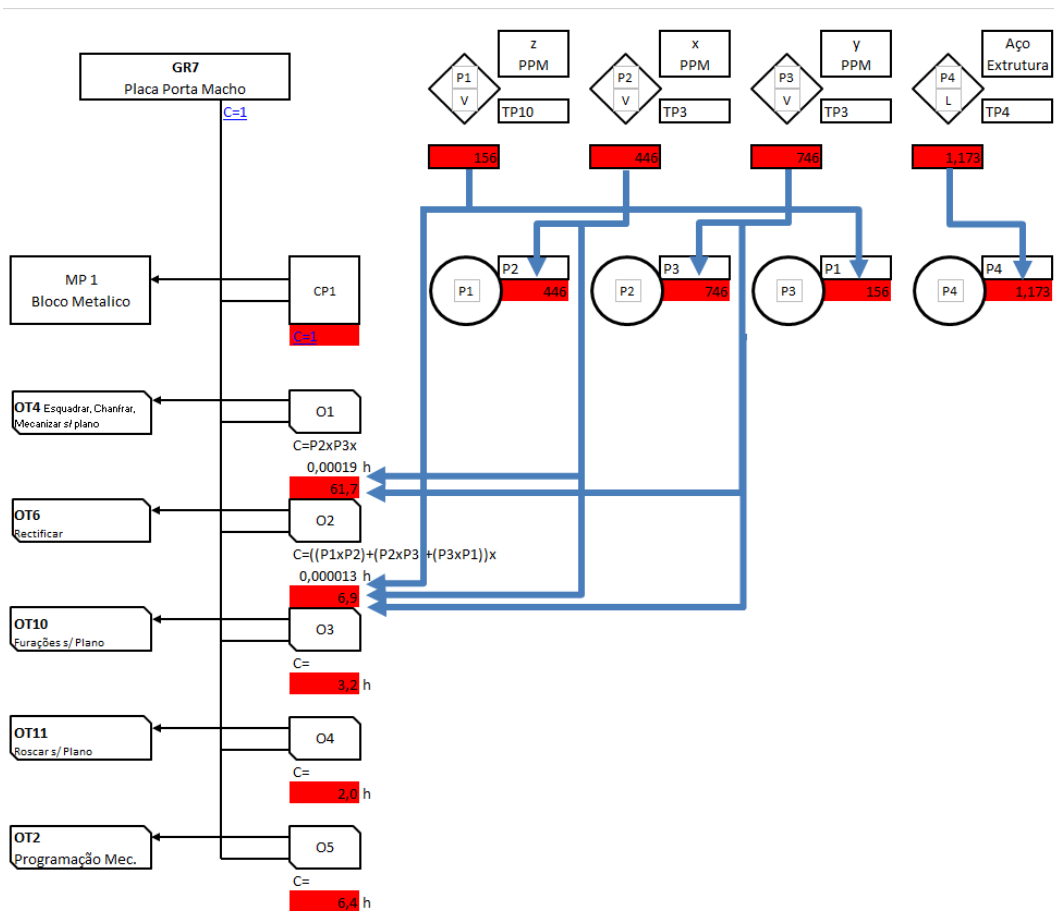 GR7
Placa Porta Macho
C=1
P1
V
z
PPM
TP10
P2
V
x
PPM
TP3
P3
V
y
PPM
TP3
P4
L
Aço
Extrutura
TP4
156
446
746
1,173
MP 1
Bloco Metalico
CP1
C=1
P1
P2
446
P2
P3
746
P3
P1
156
P4
P4
1,173
OT4 Esquadrar, Chanfrar,
Mecanizar s/ plano
O1
C=P2xP3x
0,00019 h
61,7
OT6
Rectificar
O2
C=((P1xP2)+(P2xP3)+(P3xP1))x
0,000013 h
6,9
OT10
Furações s/ Plano
O3
C=
3,2 h
OT11
Roscar s/ Plano
O4
C=
2,0 h
OT2
Programação Mec.
O5
C=
6,4 h